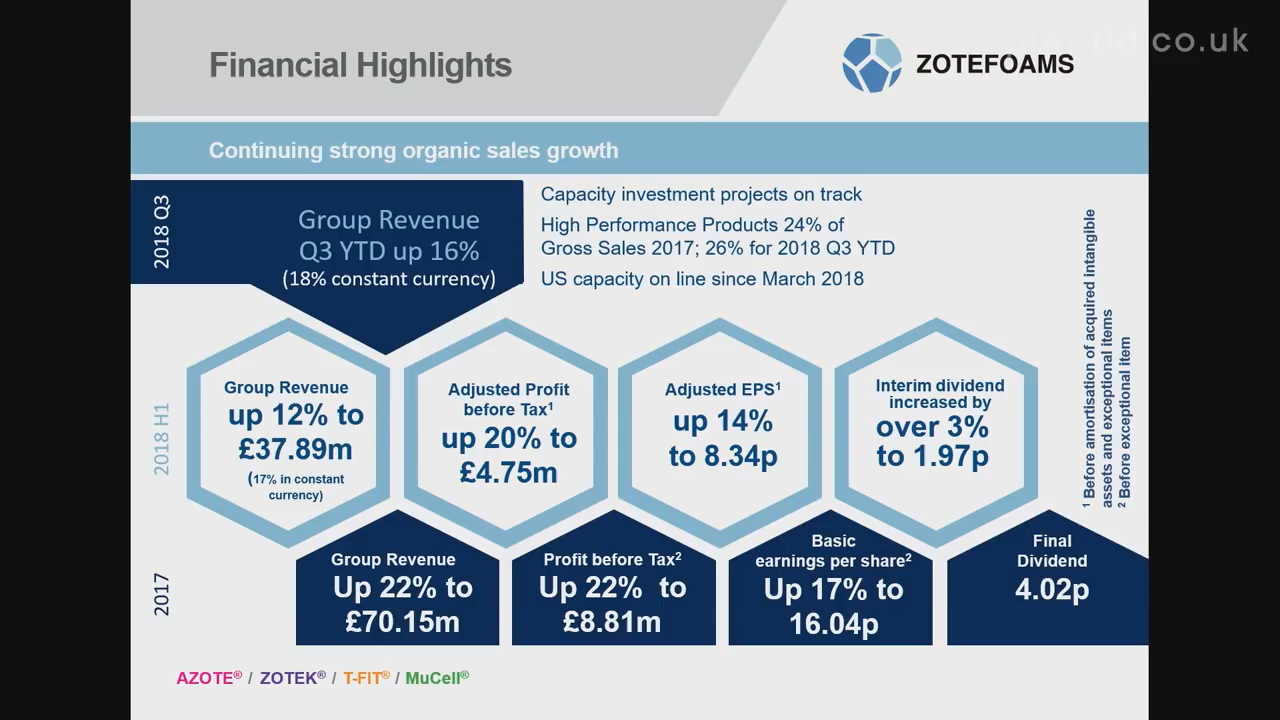 Financial Highlights
ZOTEFOAMS
co.uk
Continuing strong organic sales growth
2018 Q3
Group Revenue
Q3 YTD up 16%
(18% constant currency)
Capacity investment projects on track
High Performance Products 24% of
Gross Sales 2017; 26% for 2018 Q3 YTD
US capacity on line since March 2018
2018 H1
Group Revenue
up 12% to
£37.89m
(17% in constant
currency)
Adjusted Profit
before Tax¹
up 20% to
£4.75m
Adjusted EPS¹
up 14%
to 8.34p
Interim dividend
increased by
over 3%
to 1.97p
¹ Before amortisation of acquired intangible
assets and exceptional items
² Before exceptional item
2017
Group Revenue
Up 22% to
£70.15m
Profit before Tax²
Up 22% to
£8.81m
Basic
earnings per share²
Up 17% to
16.04p
Final
Dividend
4.02p
AZOTE® / ZOTEK® / T-FIT® / MuCell®